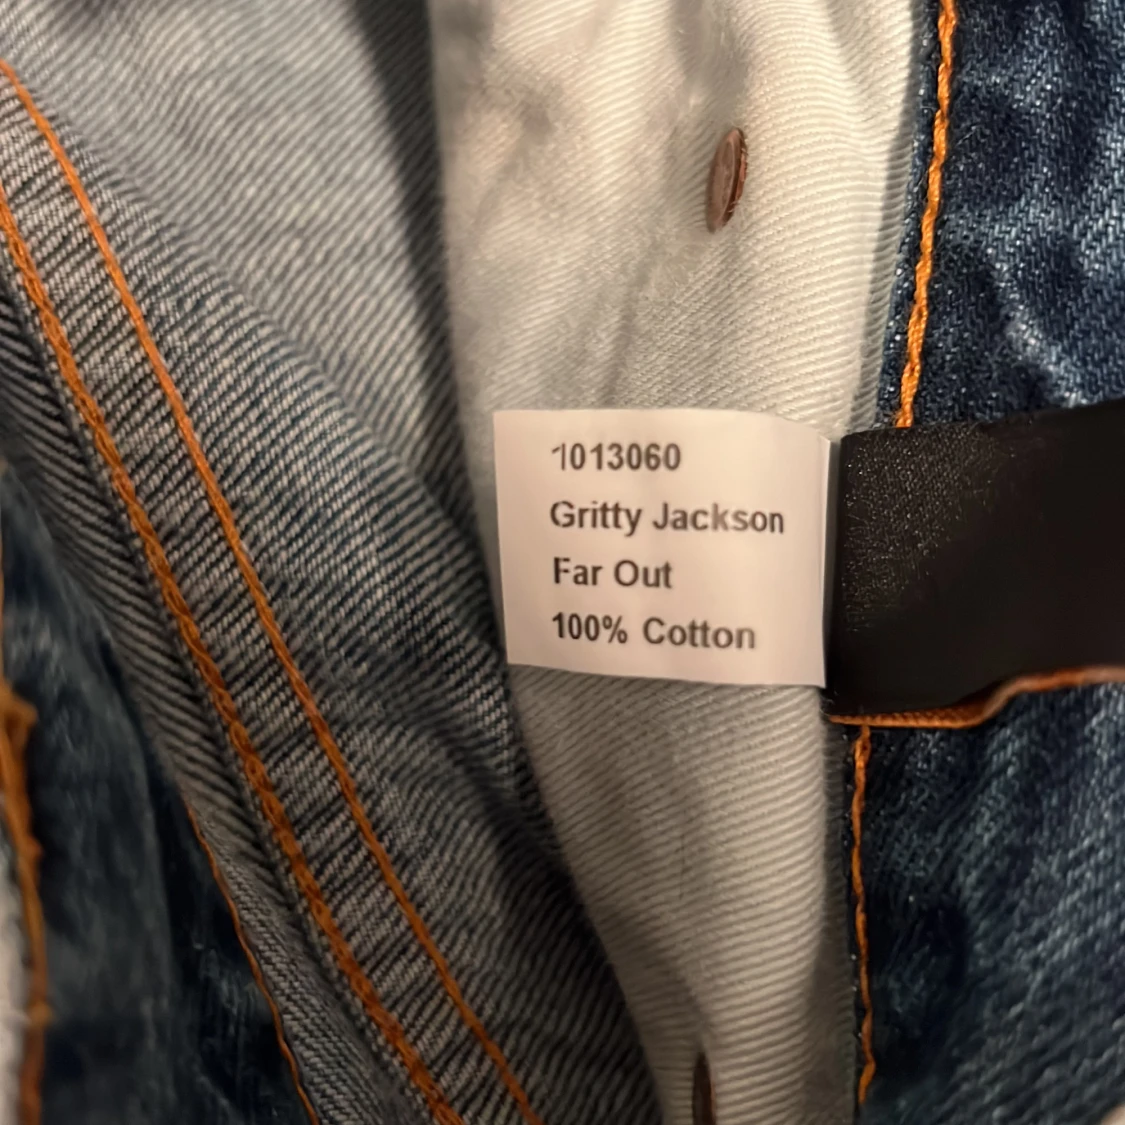 1013060
Gritty Jackson
Far Out
100% Cotton